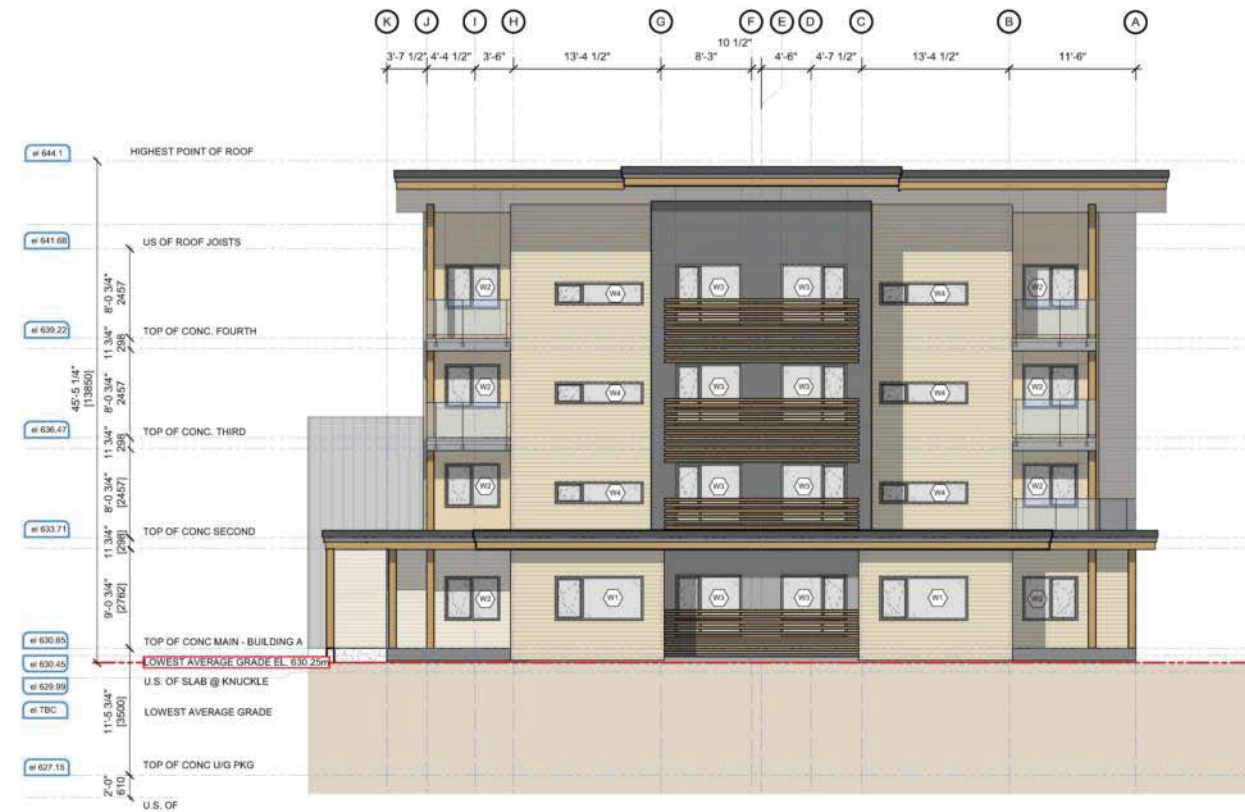 K J I H G F E D C B A
10 1/2"
3'-7 1/2" 4'-4 1/2" 3'-6" 13'-4 1/2" 8'-3" 4'-6" 4'-7 1/2" 13'-4 1/2" 11'-6"
el 644.1 HIGHEST POINT OF ROOF
el 641.68 US OF ROOF JOISTS
8'-0 3/4"
2457
W2 W4 W3 W3 W4 W2
el 639.22 TOP OF CONC. FOURTH
11 3/4"
298
45'-5 1/4"
[13850]
8'-0 3/4"
2457
W2 W4 W3 W3 W4 W2
el 636.47 TOP OF CONC. THIRD
11 3/4"
298
8'-0 3/4"
[2457]
W2 W4 W3 W3 W4 W2
el 633.71 TOP OF CONC SECOND
11 3/4"
[298]
9'-0 3/4"
[2762]
W2 W1 W3 W3 W1 W2
el 630.65 TOP OF CONC MAIN - BUILDING A
el 630.45 LOWEST AVERAGE GRADE EL. 630.25m
el 629.99 U.S. OF SLAB @ KNUCKLE
el TBC LOWEST AVERAGE GRADE
11'-5 3/4"
[3500]
el 627.15 TOP OF CONC U/G PKG
2'-0"
610
U.S. OF